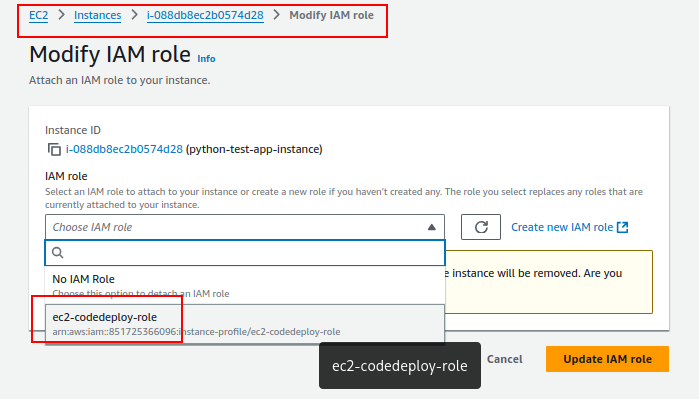 EC2 > Instances > i-088db8ec2b0574d28 > Modify IAM role
Modify IAM role Info
Attach an IAM role to your instance.
Instance ID
i-088db8ec2b0574d28 (python-test-app-instance)
IAM role
Select an IAM role to attach to your instance or create a new role if you haven't created any. The role you select replaces any roles that are
currently attached to your instance.
Choose IAM role
Create new IAM role
No IAM Role
Choose this option to detach an IAM role
e instance will be removed. Are you
ec2-codedeploy-role
arn:aws:iam::851725366096:instance-profile/ec2-codedeploy-role
ec2-codedeploy-role
Cancel
Update IAM role